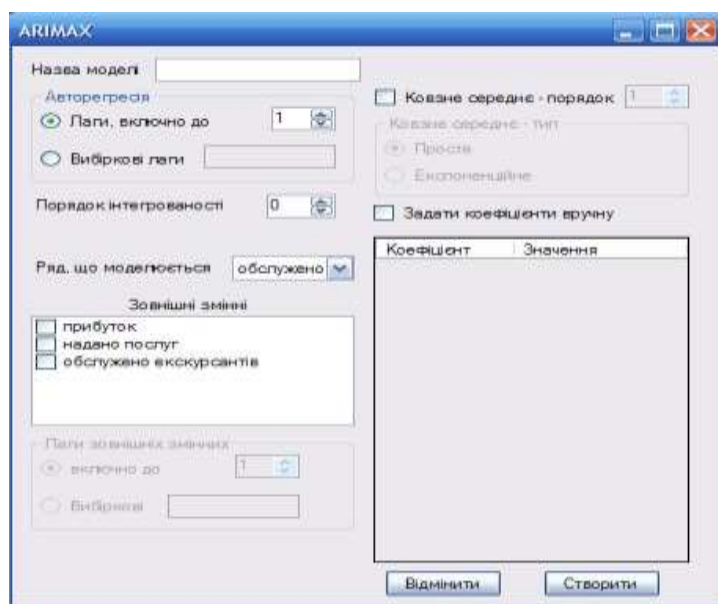 ARIMAX
Назва моделі
Авторегресія
Лаги, включно до 1
Вибіркові лаги
Порядок інтегрованості 0
Ряд, що моделюється обслужено
Зовнішні змінні
прибуток
надано послуг
обслужено екскурсантів
Лаги зовнішніх змінних
включно до 1
Вибіркові
Ковзне середнє - порядок 1
Ковзне середнє - тип
Просте
Експоненційне
Задати коефіцієнти вручну
Коефіцієнт Значення
Відмінити Створити